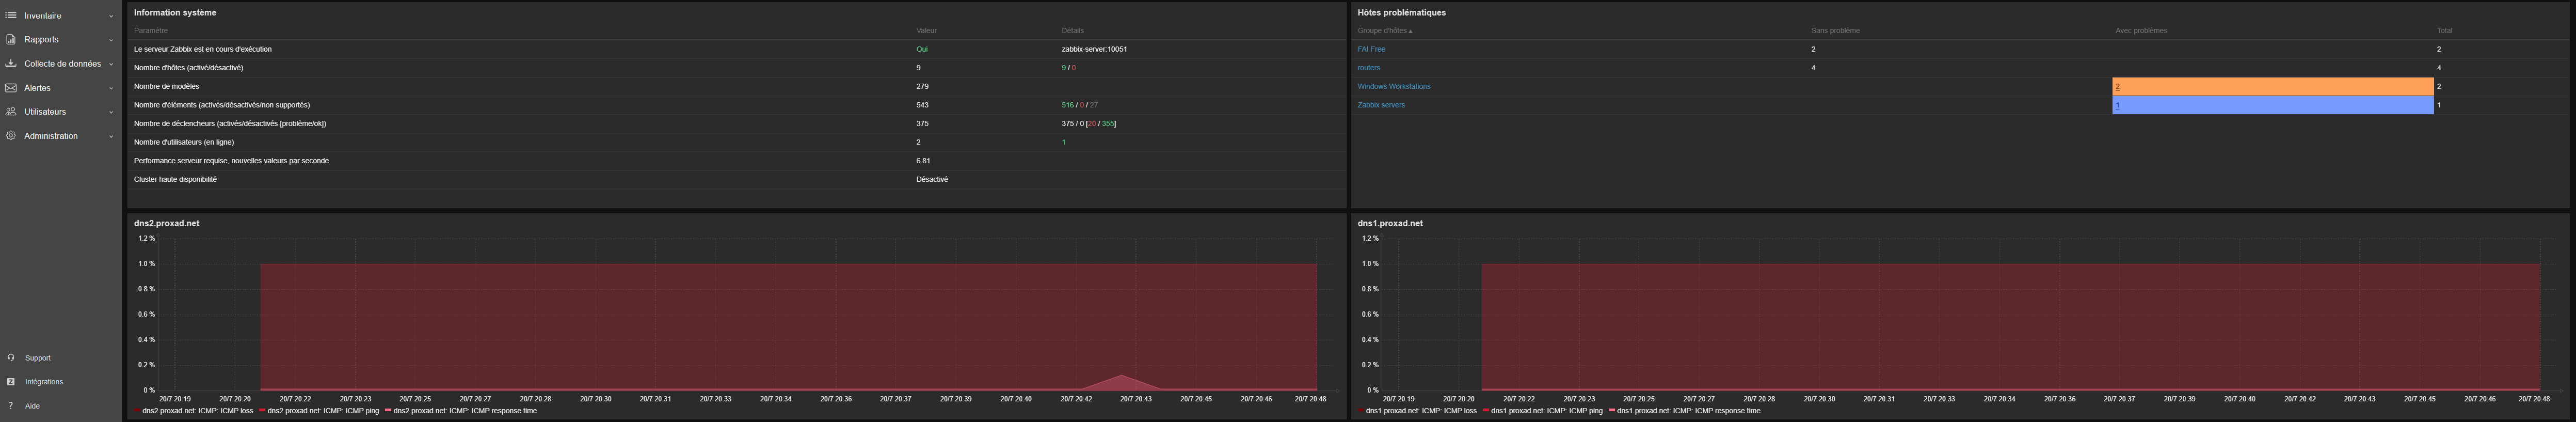 Inventaire
Rapports
Collecte de données
Alertes
Utilisateurs
Administration
Support
Intégrations
Aide
Information système
Paramètre Valeur Détails
Le serveur Zabbix est en cours d'exécution Oui zabbix-server:10051
Nombre d'hôtes (activé/désactivé) 9 9 / 0
Nombre de modèles 279
Nombre d'éléments (activés/désactivés/non supportés) 543 516 / 0 / 27
Nombre de déclencheurs (activés/désactivés [problème/ok]) 375 375 / 0 [20 / 355]
Nombre d'utilisateurs (en ligne) 2 1
Performance serveur requise, nouvelles valeurs par seconde 6.81
Cluster haute disponibilité Désactivé
Hôtes problématiques
Groupe d'hôtes Sans problème Avec problèmes Total
FAI Free 2 2
routers 4 4
Windows Workstations 2 2
Zabbix servers 1 1
dns2.proxad.net
1.2 %
1.0 %
0.8 %
0.6 %
0.4 %
0.2 %
0 %
20/7 20:19 20/7 20:20 20/7 20:22 20/7 20:23 20/7 20:25 20/7 20:27 20/7 20:28 20/7 20:30 20/7 20:31 20/7 20:33 20/7 20:34 20/7 20:36 20/7 20:37 20/7 20:39 20/7 20:40 20/7 20:42 20/7 20:43 20/7 20:45 20/7 20:46 20/7 20:48
dns2.proxad.net: ICMP: ICMP loss dns2.proxad.net: ICMP: ICMP ping dns2.proxad.net: ICMP: ICMP response time
dns1.proxad.net
1.2 %
1.0 %
0.8 %
0.6 %
0.4 %
0.2 %
0 %
20/7 20:19 20/7 20:20 20/7 20:22 20/7 20:23 20/7 20:25 20/7 20:27 20/7 20:28 20/7 20:30 20/7 20:31 20/7 20:33 20/7 20:34 20/7 20:36 20/7 20:37 20/7 20:39 20/7 20:40 20/7 20:42 20/7 20:43 20/7 20:45 20/7 20:46 20/7 20:48
dns1.proxad.net: ICMP: ICMP loss dns1.proxad.net: ICMP: ICMP ping dns1.proxad.net: ICMP: ICMP response time